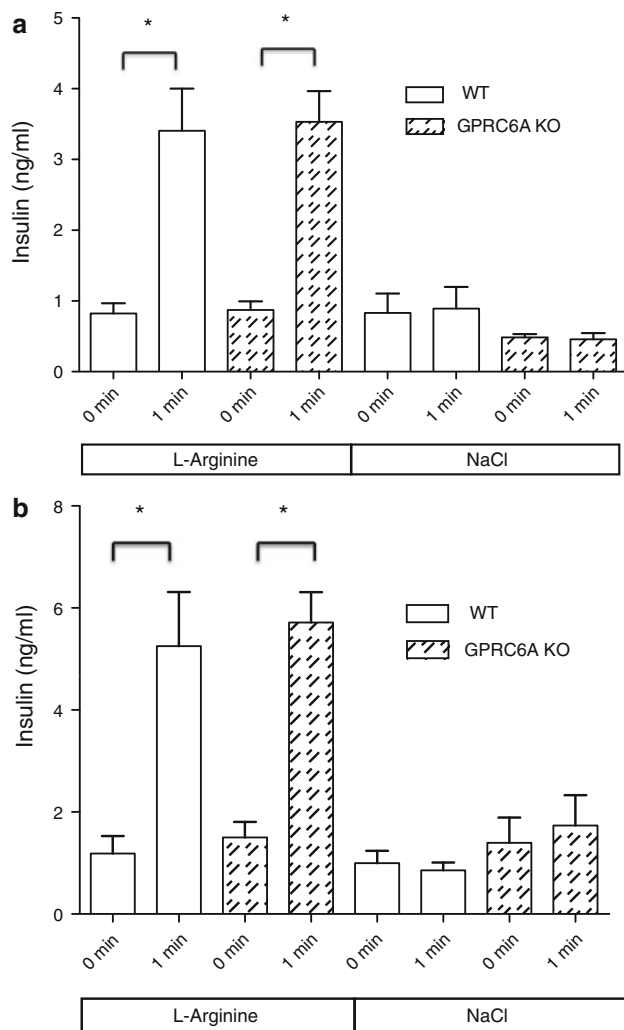 a
* *
5
4
3
2
1
0
Insulin (ng/ml)
WT
GPRC6A KO
0 min 1 min 0 min 1 min 0 min 1 min 0 min 1 min
L-Arginine NaCl
b
* *
8
6
4
2
0
Insulin (ng/ml)
WT
GPRC6A KO
0 min 1 min 0 min 1 min 0 min 1 min 0 min 1 min
L-Arginine NaCl